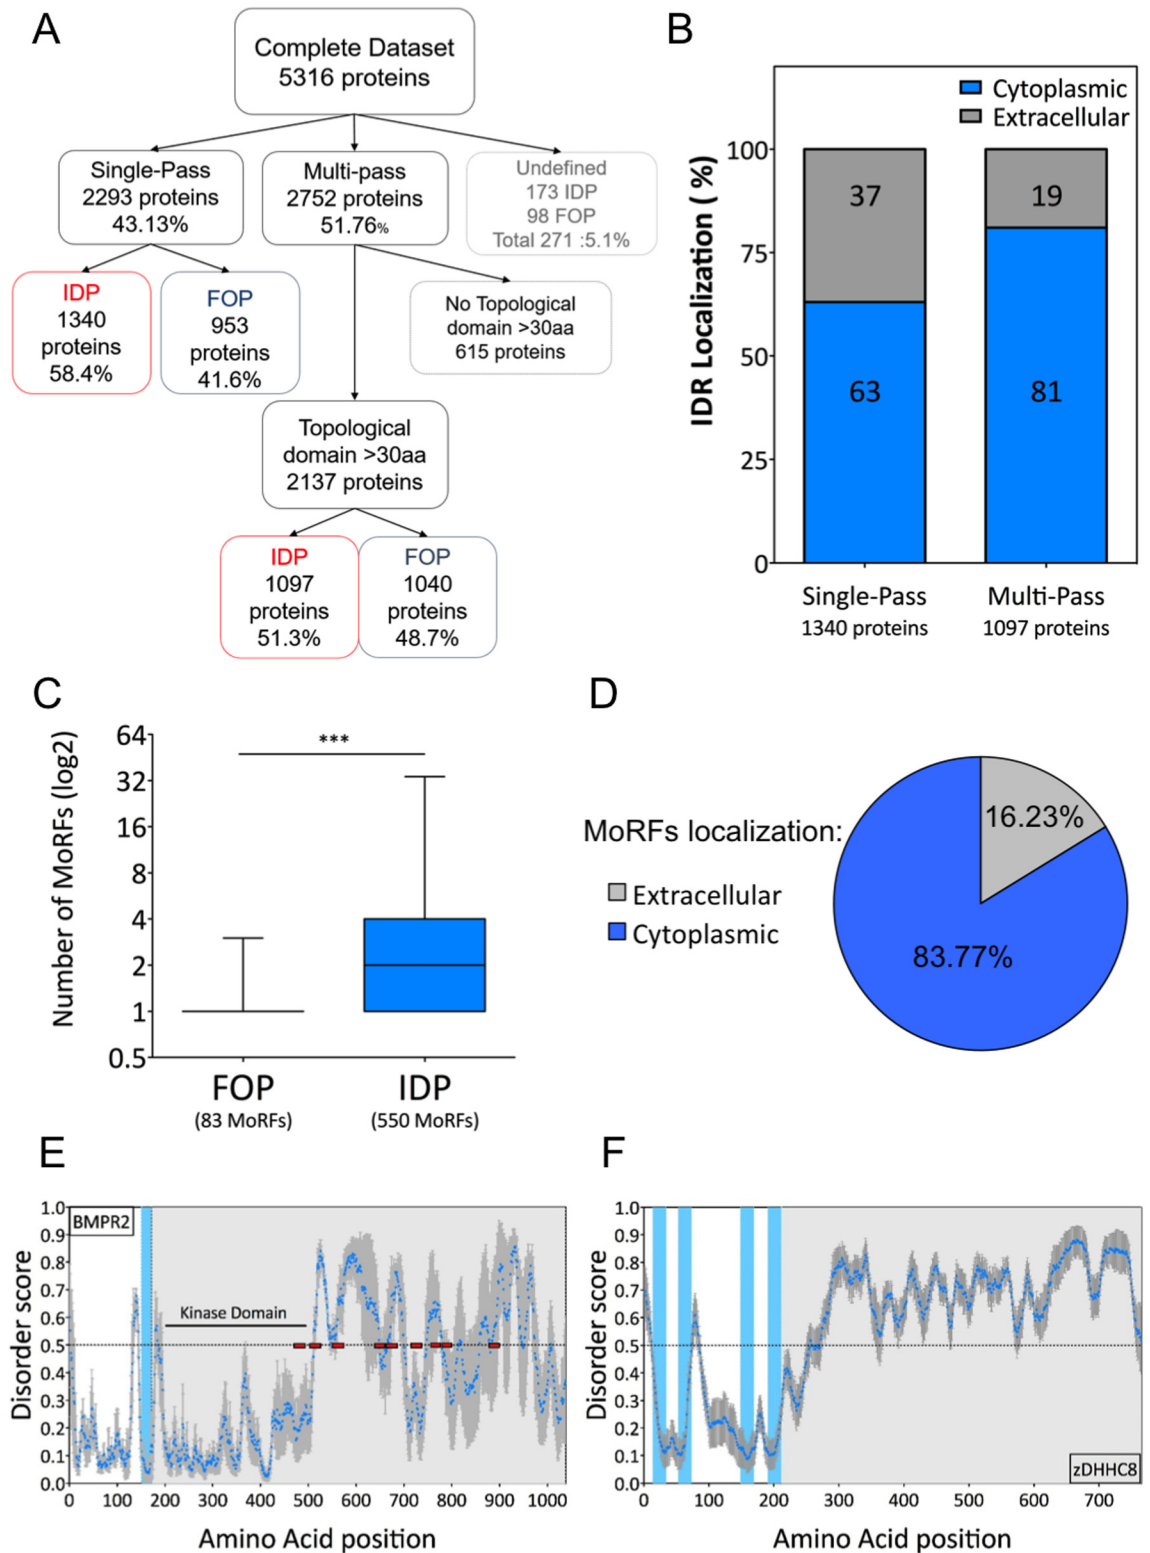 A
Complete Dataset
5316 proteins
Single-Pass
2293 proteins
43.13%
Multi-pass
2752 proteins
51.76%
Undefined
173 IDP
98 FOP
Total 271 :5.1%
IDP
1340
proteins
58.4%
FOP
953
proteins
41.6%
No Topological
domain >30aa
615 proteins
Topological
domain >30aa
2137 proteins
IDP
1097
proteins
51.3%
FOP
1040
proteins
48.7%
B
Cytoplasmic
Extracellular
IDR Localization ( %)
100
75
50
25
0
37
63
19
81
Single-Pass
1340 proteins
Multi-Pass
1097 proteins
C
Number of MoRFs (log2)
64
32
16
8
4
2
1
0.5
***
FOP
(83 MoRFs)
IDP
(550 MoRFs)
D
MoRFs localization:
Extracellular
Cytoplasmic
16.23%
83.77%
E
Disorder score
1.0
0.9
0.8
0.7
0.6
0.5
0.4
0.3
0.2
0.1
0.0
BMPR2
Kinase Domain
0 100 200 300 400 500 600 700 800 900 1000
Amino Acid position
F
Disorder score
1.0
0.9
0.8
0.7
0.6
0.5
0.4
0.3
0.2
0.1
0.0
zDHHC8
0 100 200 300 400 500 600 700
Amino Acid position